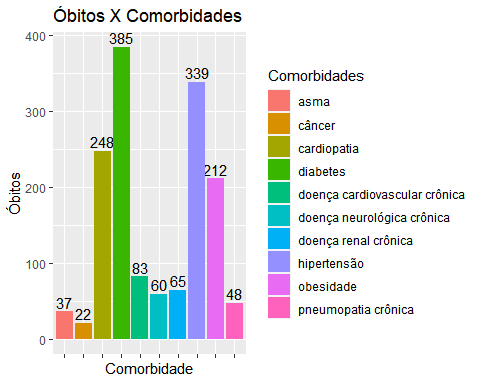 Óbitos X Comorbidades
Óbitos
400
300
200
100
0
37
22
248
385
83
60
65
339
212
48
Comorbidade
Comorbidades
asma
câncer
cardiopatia
diabetes
doença cardiovascular crônica
doença neurológica crônica
doença renal crônica
hipertensão
obesidade
pneumopatia crônica